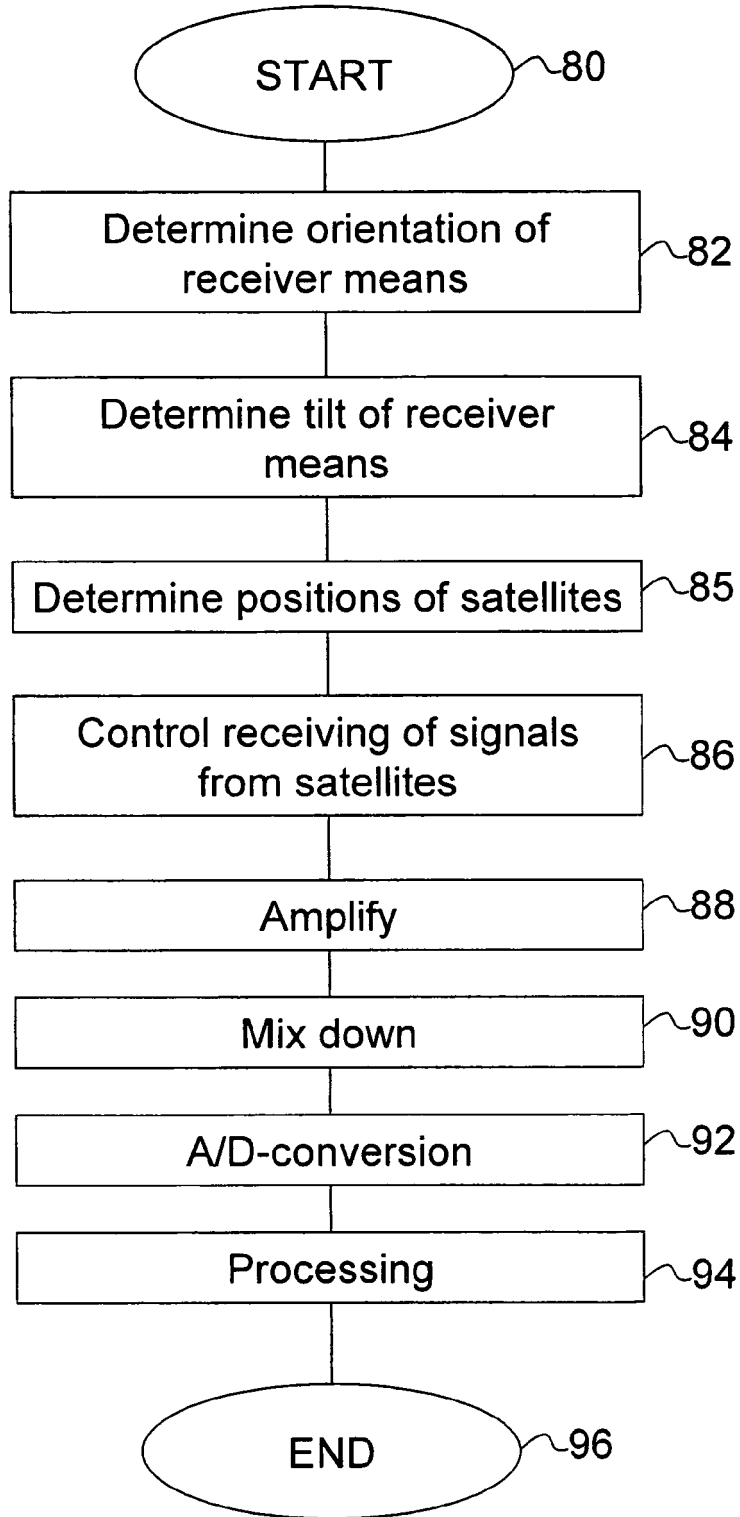 START
80
Determine orientation of
receiver means
82
Determine tilt of receiver
means
84
Determine positions of satellites
85
Control receiving of signals
from satellites
86
Amplify
88
Mix down
90
A/D-conversion
92
Processing
94
END
96